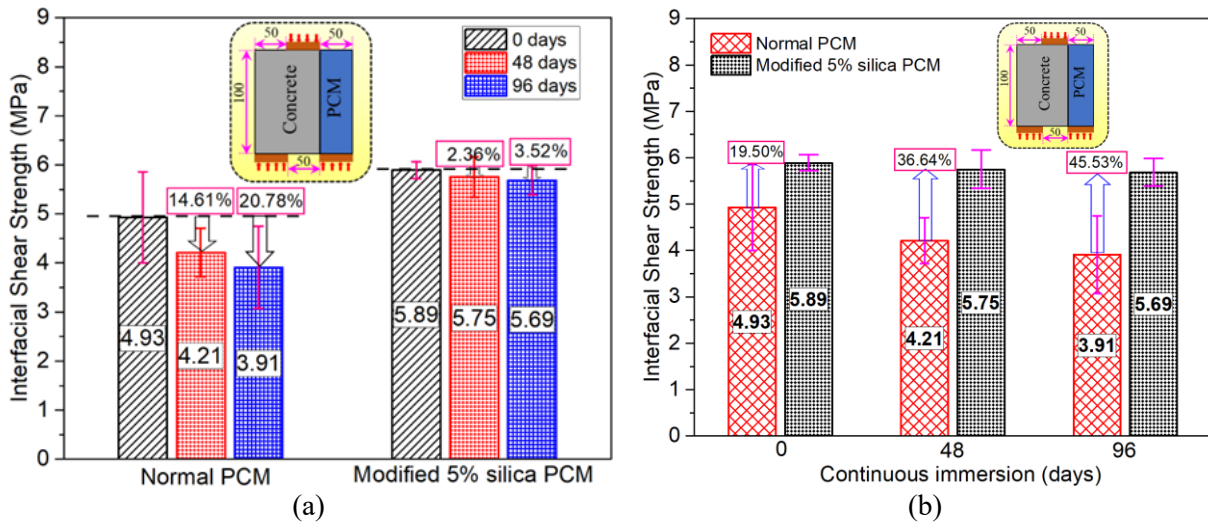 Interfacial Shear Strength (MPa)
9
8
7
6
5
4
3
2
1
0
50 50
100
Concrete
PCM
50
0 days
48 days
96 days
14.61% 20.78%
2.36% 3.52%
4.93
4.21
3.91
5.89
5.75
5.69
Normal PCM Modified 5% silica PCM
(a)
Interfacial Shear Strength (MPa)
9
8
7
6
5
4
3
2
1
0
Normal PCM
Modified 5% silica PCM
50 50
100
Concrete
PCM
50
19.50% 36.64% 45.53%
4.93
5.89
4.21
5.75
3.91
5.69
0 48 96
Continuous immersion (days)
(b)